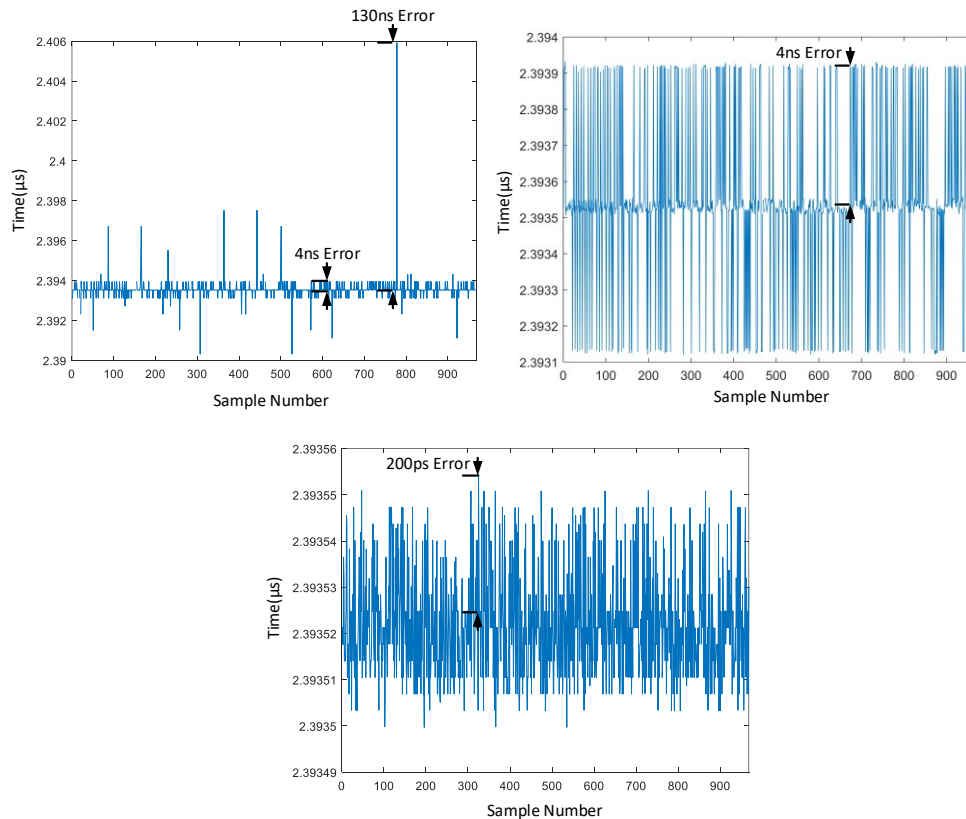 130ns Error
2.406
2.404
2.402
2.4
2.398
2.396
2.394
2.392
2.39
Time(µs)
4ns Error
0 100 200 300 400 500 600 700 800 900
Sample Number
2.394
2.3939
2.3938
2.3937
2.3936
2.3935
2.3934
2.3933
2.3932
2.3931
Time(µs)
4ns Error
0 100 200 300 400 500 600 700 800 900
Sample Number
2.39356
2.39355
2.39354
2.39353
2.39352
2.39351
2.3935
2.39349
Time(µs)
200ps Error
0 100 200 300 400 500 600 700 800 900
Sample Number